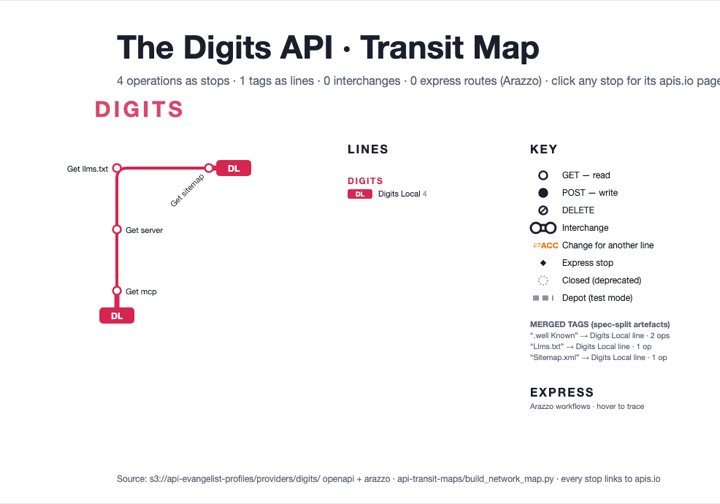 The Digits API · Transit Map
4 operations as stops · 1 tags as lines · 0 interchanges · 0 express routes (Arazzo) · click any stop for its apis.io page
DIGITS
Get llms.txt
DL
Get sitemap
Get server
Get mcp
DL
LINES
DIGITS
DL Digits Local 4
KEY
GET — read
POST — write
DELETE
Interchange
⇄ACC Change for another line
Express stop
Closed (deprecated)
Depot (test mode)
MERGED TAGS (spec-split artefacts)
".well Known" → Digits Local line · 2 ops
"Llms.txt" → Digits Local line · 1 op
"Sitemap.xml" → Digits Local line · 1 op
EXPRESS
Arazzo workflows · hover to trace
Source: s3://api-evangelist-profiles/providers/digits/ openapi + arazzo · api-transit-maps/build_network_map.py · every stop links to apis.io